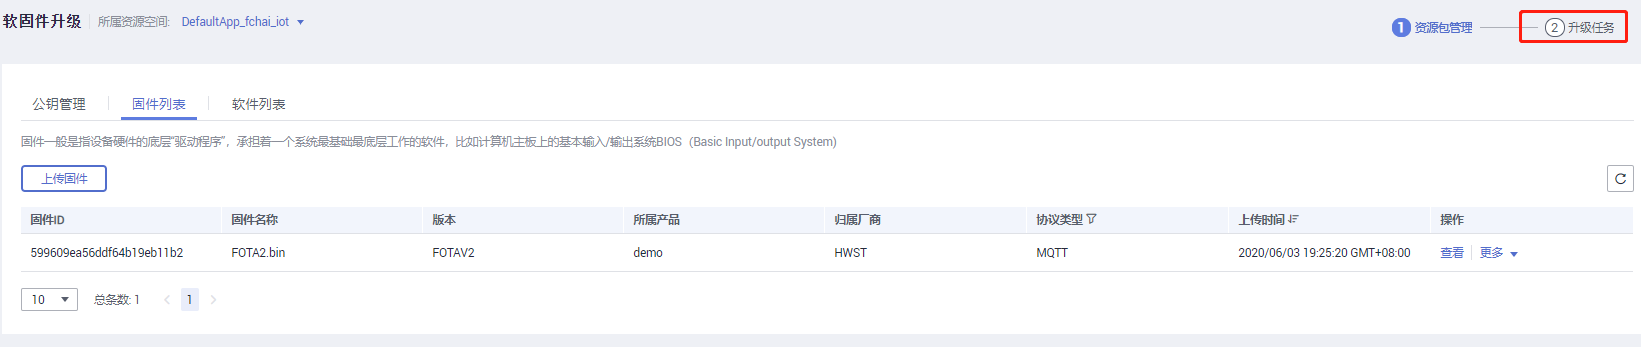 软固件升级 所属资源空间: DefaultApp_fchai_iot
1 资源包管理 2 升级任务
公钥管理 固件列表 软件列表
固件一般是指设备硬件的底层“驱动程序”，承担着一个系统最基础最底层工作的软件，比如计算机主板上的基本输入/输出系统BIOS（Basic Input/output System)
上传固件
固件ID 固件名称 版本 所属产品 归属厂商 协议类型 上传时间 操作
599609ea56ddf64b19eb11b2 FOTA2.bin FOTAV2 demo HWST MQTT 2020/06/03 19:25:20 GMT+08:00 查看 更多
10 总条数: 1 < 1 >